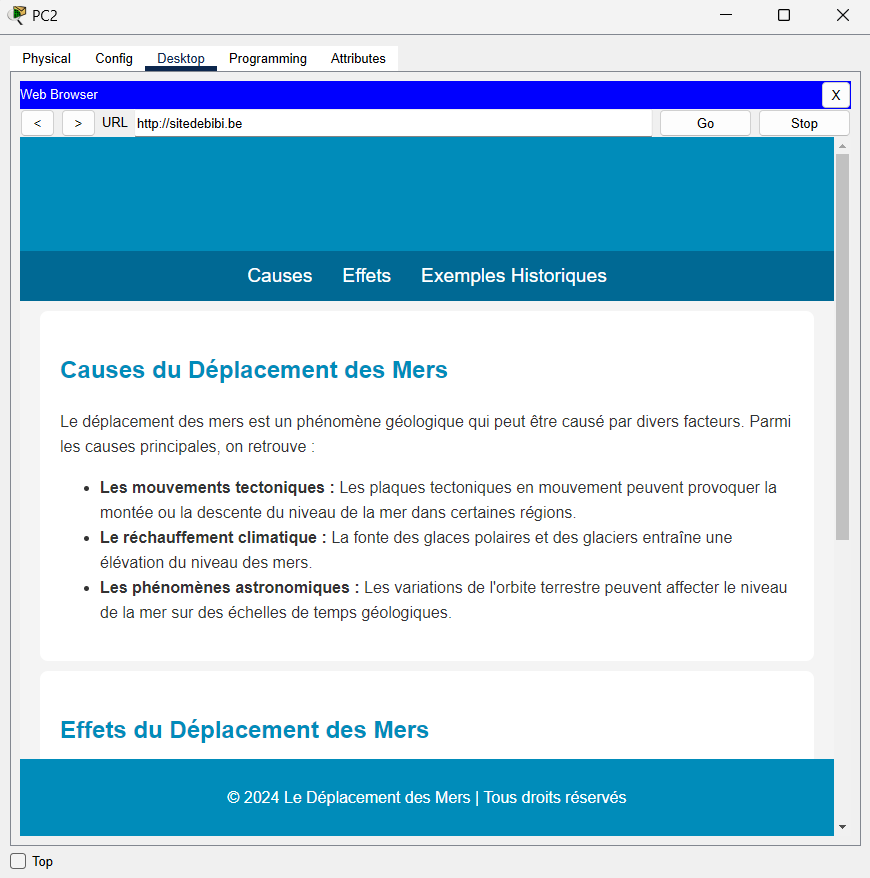 PC2
Physical Config Desktop Programming Attributes
Web Browser X
< > URL http://sitedebibi.be Go Stop
Causes Effets Exemples Historiques
Causes du Déplacement des Mers
Le déplacement des mers est un phénomène géologique qui peut être causé par divers facteurs. Parmi
les causes principales, on retrouve :
• Les mouvements tectoniques : Les plaques tectoniques en mouvement peuvent provoquer la
montée ou la descente du niveau de la mer dans certaines régions.
• Le réchauffement climatique : La fonte des glaces polaires et des glaciers entraîne une
élévation du niveau des mers.
• Les phénomènes astronomiques : Les variations de l'orbite terrestre peuvent affecter le niveau
de la mer sur des échelles de temps géologiques.
Effets du Déplacement des Mers
© 2024 Le Déplacement des Mers | Tous droits réservés
Top